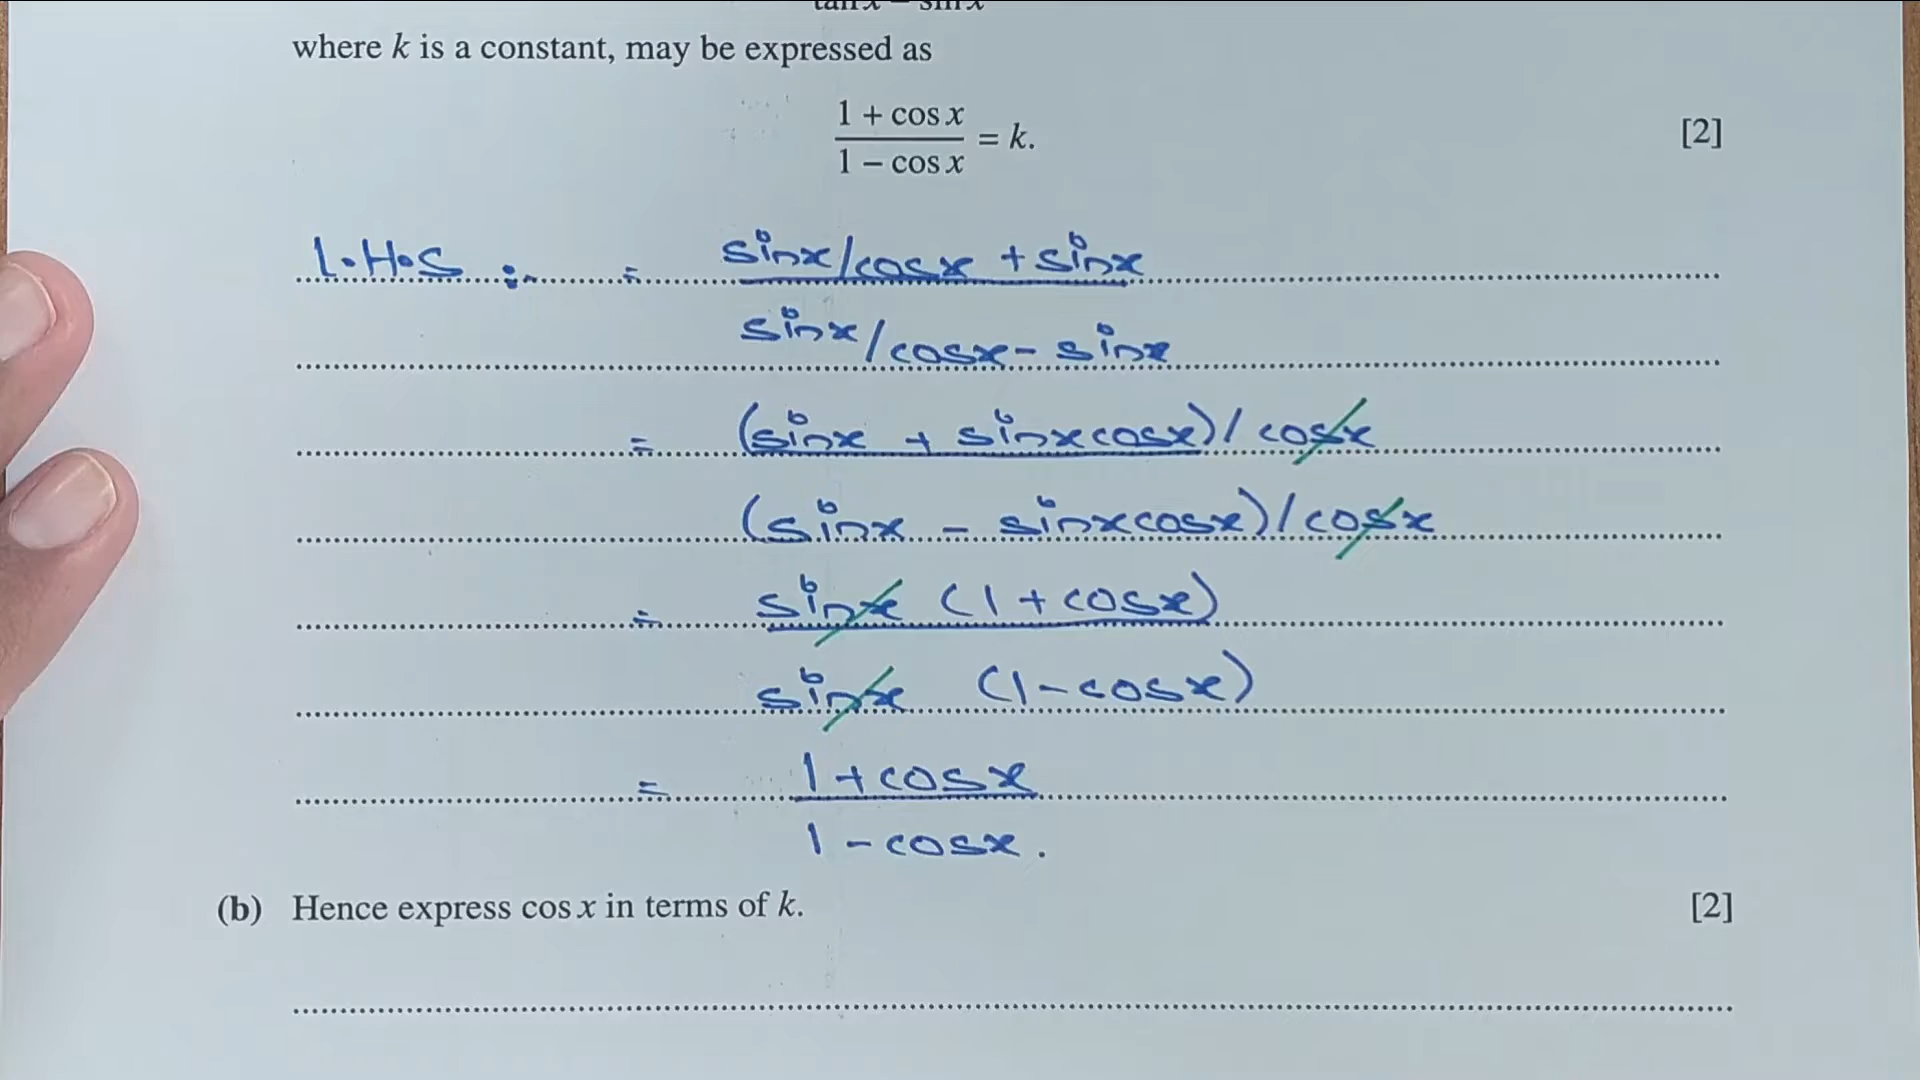 tan x − sin x
where k is a constant, may be expressed as
1 + cos x
= k.
1 − cos x
[2]
L.H.S :- = sinx/cosx + sinx
sinx/cosx - sinx
= (sinx + sinxcosx)/cosx
(sinx - sinxcosx)/cosx
= sinx (1+cosx)
sinx (1-cosx)
= 1+cosx
1-cosx.
(b) Hence express cos x in terms of k. [2]